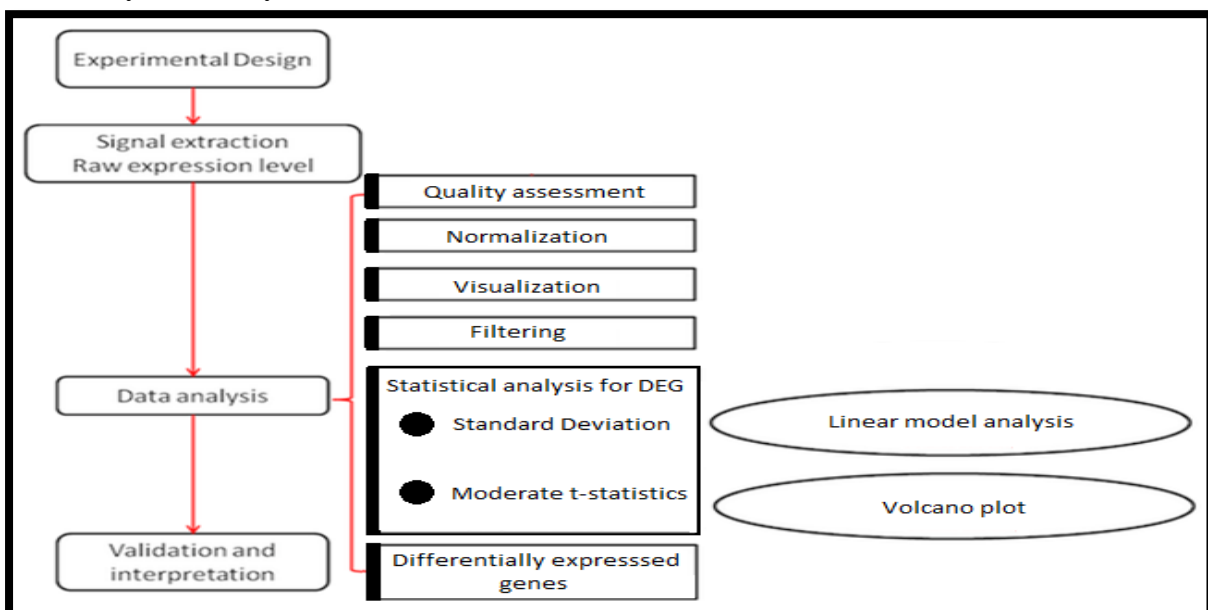 Experimental Design
Signal extraction
Raw expression level
Quality assessment
Normalization
Visualization
Filtering
Data analysis
Statistical analysis for DEG
Standard Deviation
Moderate t-statistics
Linear model analysis
Volcano plot
Validation and
interpretation
Differentially expresssed
genes